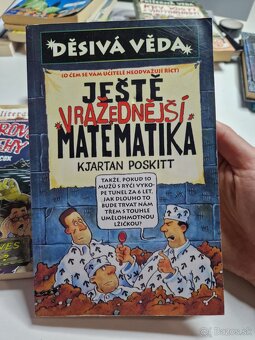 DĚSIVÁ VĚDA
(O ČEM SE VÁM UČITELÉ NEODVAŽUJÍ ŘÍCT)
JEŠTĚ
VRAŽEDNĚJŠÍ
MATEMATIKA
KJARTAN POSKITT
TAKŽE, POKUD 10
MUŽŮ S RÝČI VYKO-
PE TUNEL ZA 6 LET,
JAK DLOUHO TO
BUDE TRVAT NÁM
TŘEM S TOUHLE
UMĚLOHMOTNOU
LŽIČKOU?